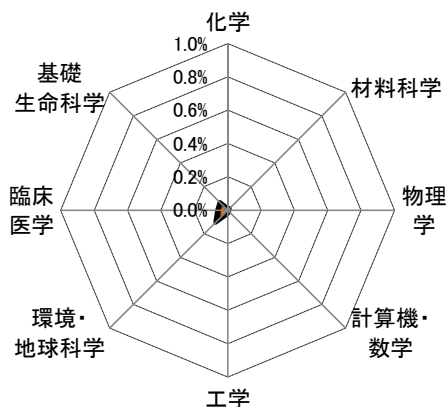 化学
1.0%
0.8%
0.6%
0.4%
0.2%
0.0%
材料科学
物理
学
計算機・
数学
工学
環境・
地球科学
臨床
医学
基礎
生命科学